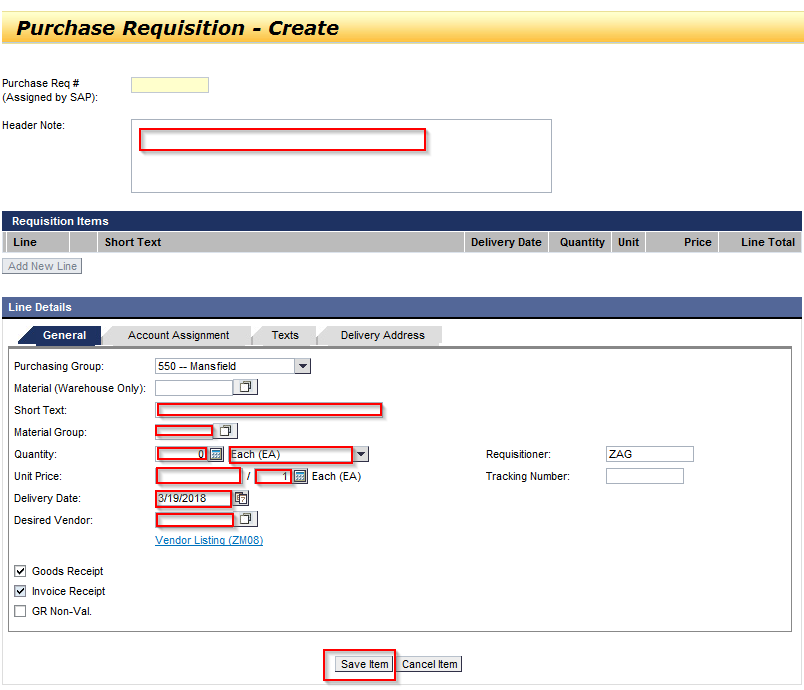 Purchase Requisition - Create
Purchase Req #
(Assigned by SAP):
Header Note:
Requisition Items
Line Short Text Delivery Date Quantity Unit Price Line Total
Add New Line
Line Details
General Account Assignment Texts Delivery Address
Purchasing Group: 550 -- Mansfield
Material (Warehouse Only):
Short Text:
Material Group:
Quantity: 0 Each (EA) Requisitioner: ZAG
Unit Price: / 1 Each (EA) Tracking Number:
Delivery Date: 3/19/2018
Desired Vendor:
Vendor Listing (ZM08)
Goods Receipt
Invoice Receipt
GR Non-Val.
Save Item Cancel Item